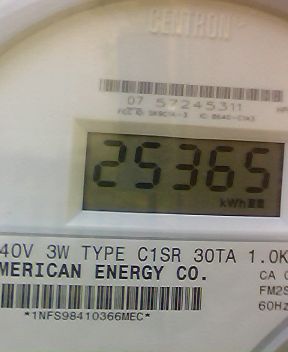 CENTRON
07 57245311
25365
kWh
40V 3W TYPE C1SR 30TA 1.0K
MERICAN ENERGY CO.
CA 0
FM2S
60Hz
*1NFS98410366MEC*